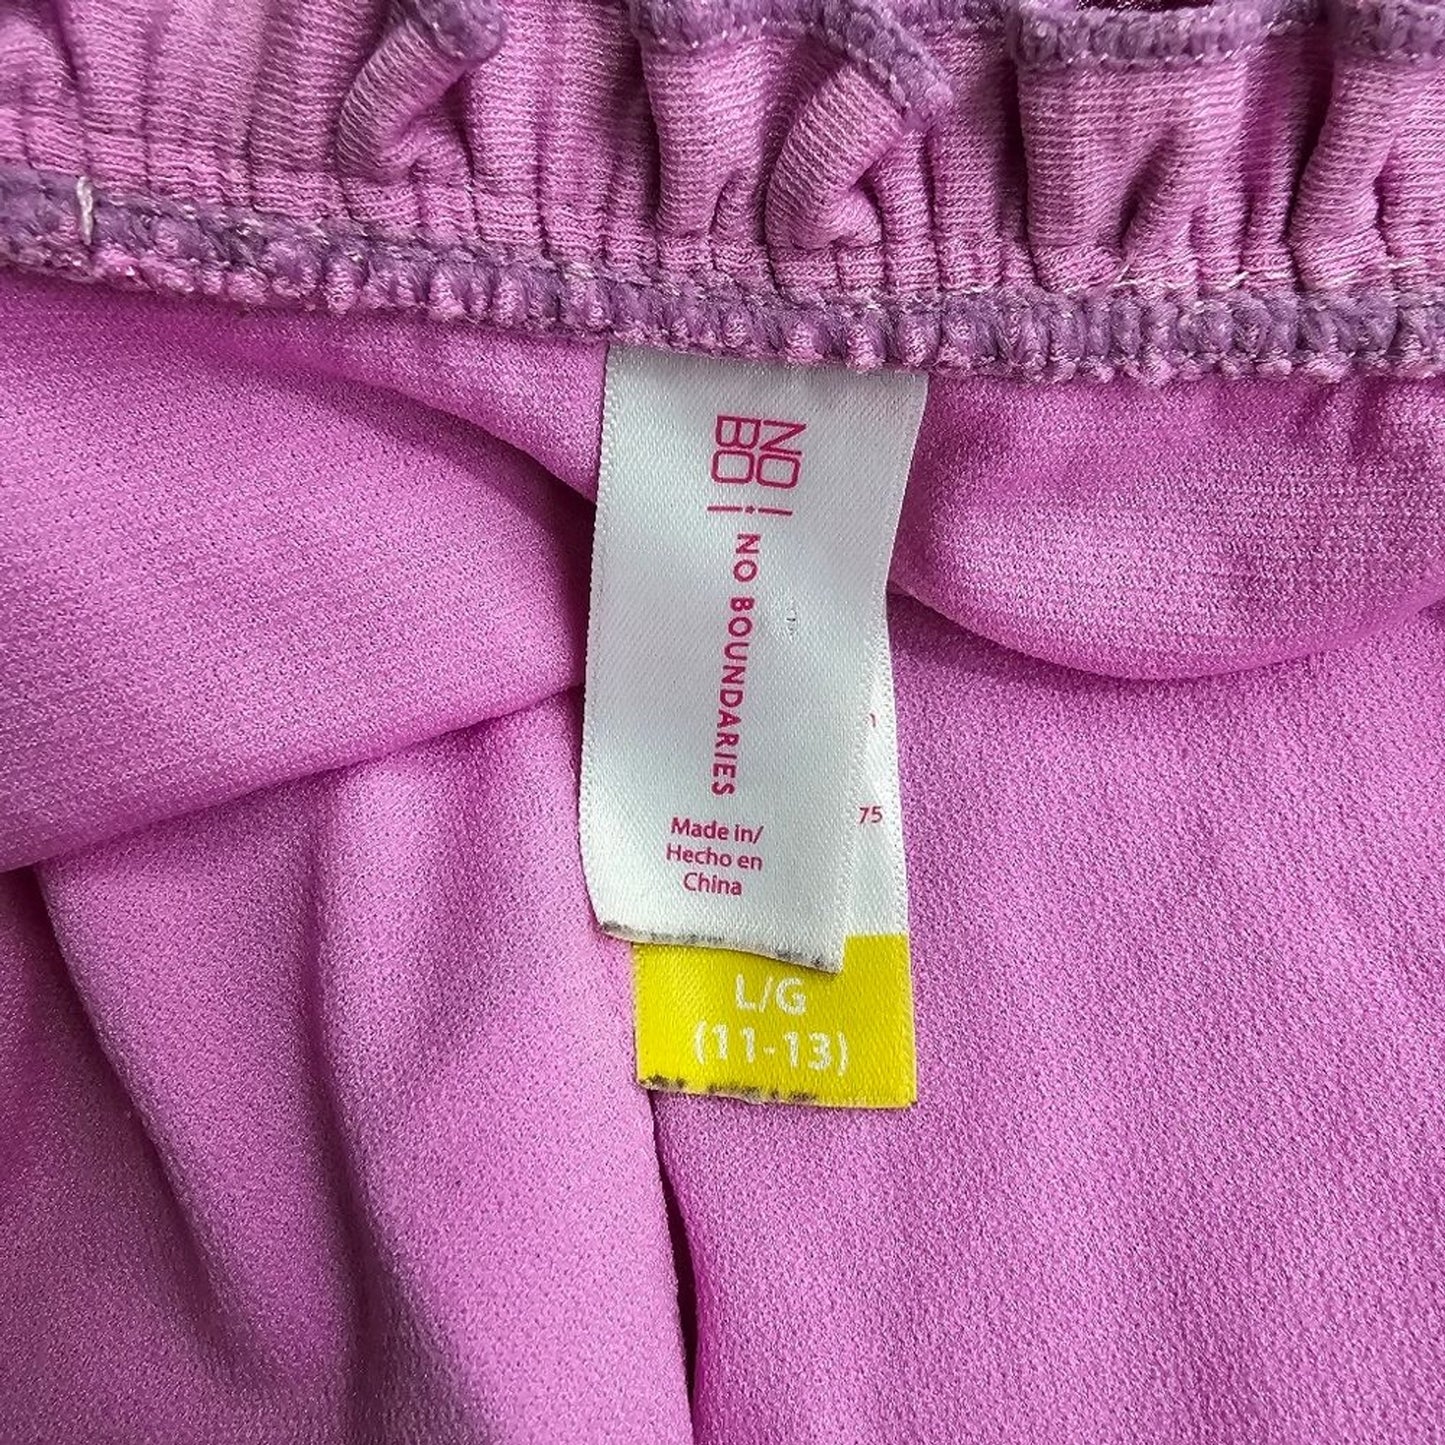 NO
BO
NO BOUNDARIES
Made in/
Hecho en
China
75
L/G
(11-13)